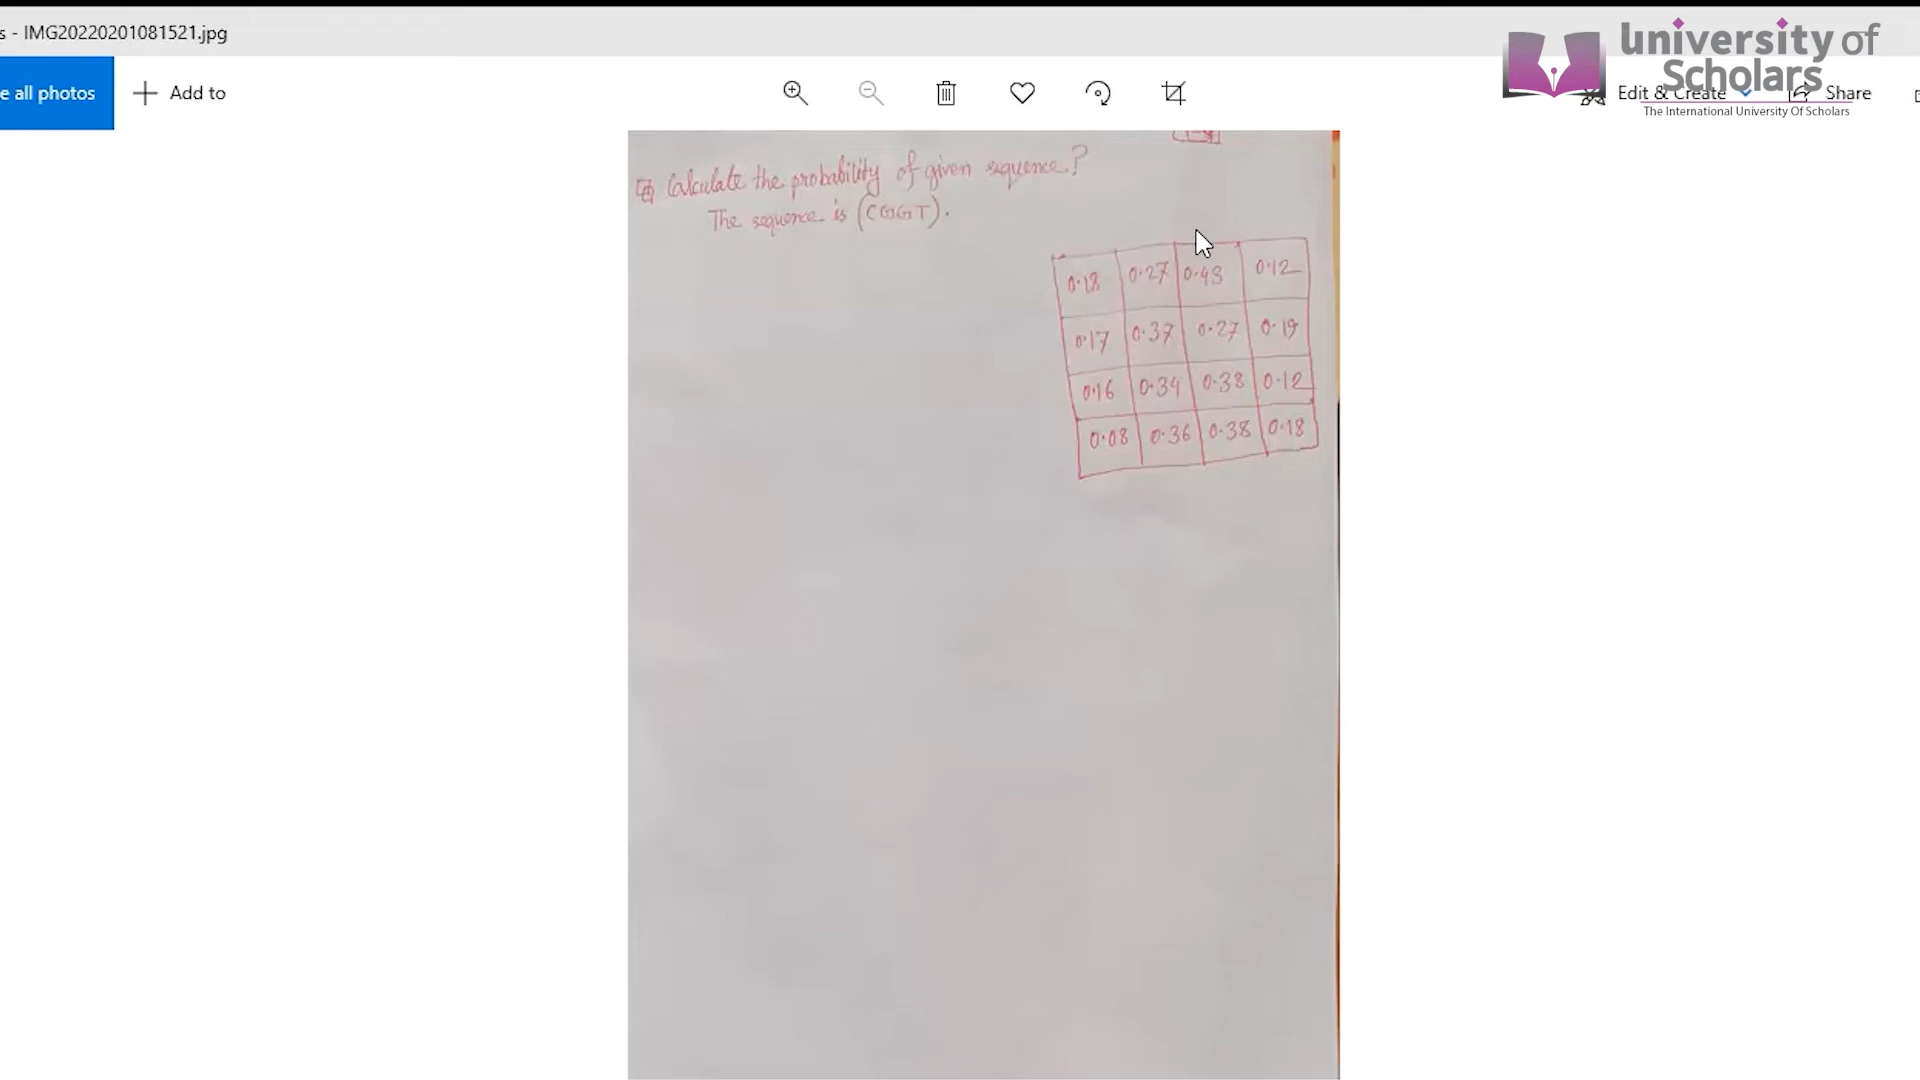 s - IMG20220201081521.jpg
e all photos
Add to
Edit & Create
Share
University of
Scholars
The International University Of Scholars
Calculate the probability of given sequence?
The sequence is (CGGT).
0.18 0.27 0.43 0.12
0.17 0.37 0.27 0.19
0.16 0.34 0.38 0.12
0.08 0.36 0.38 0.18